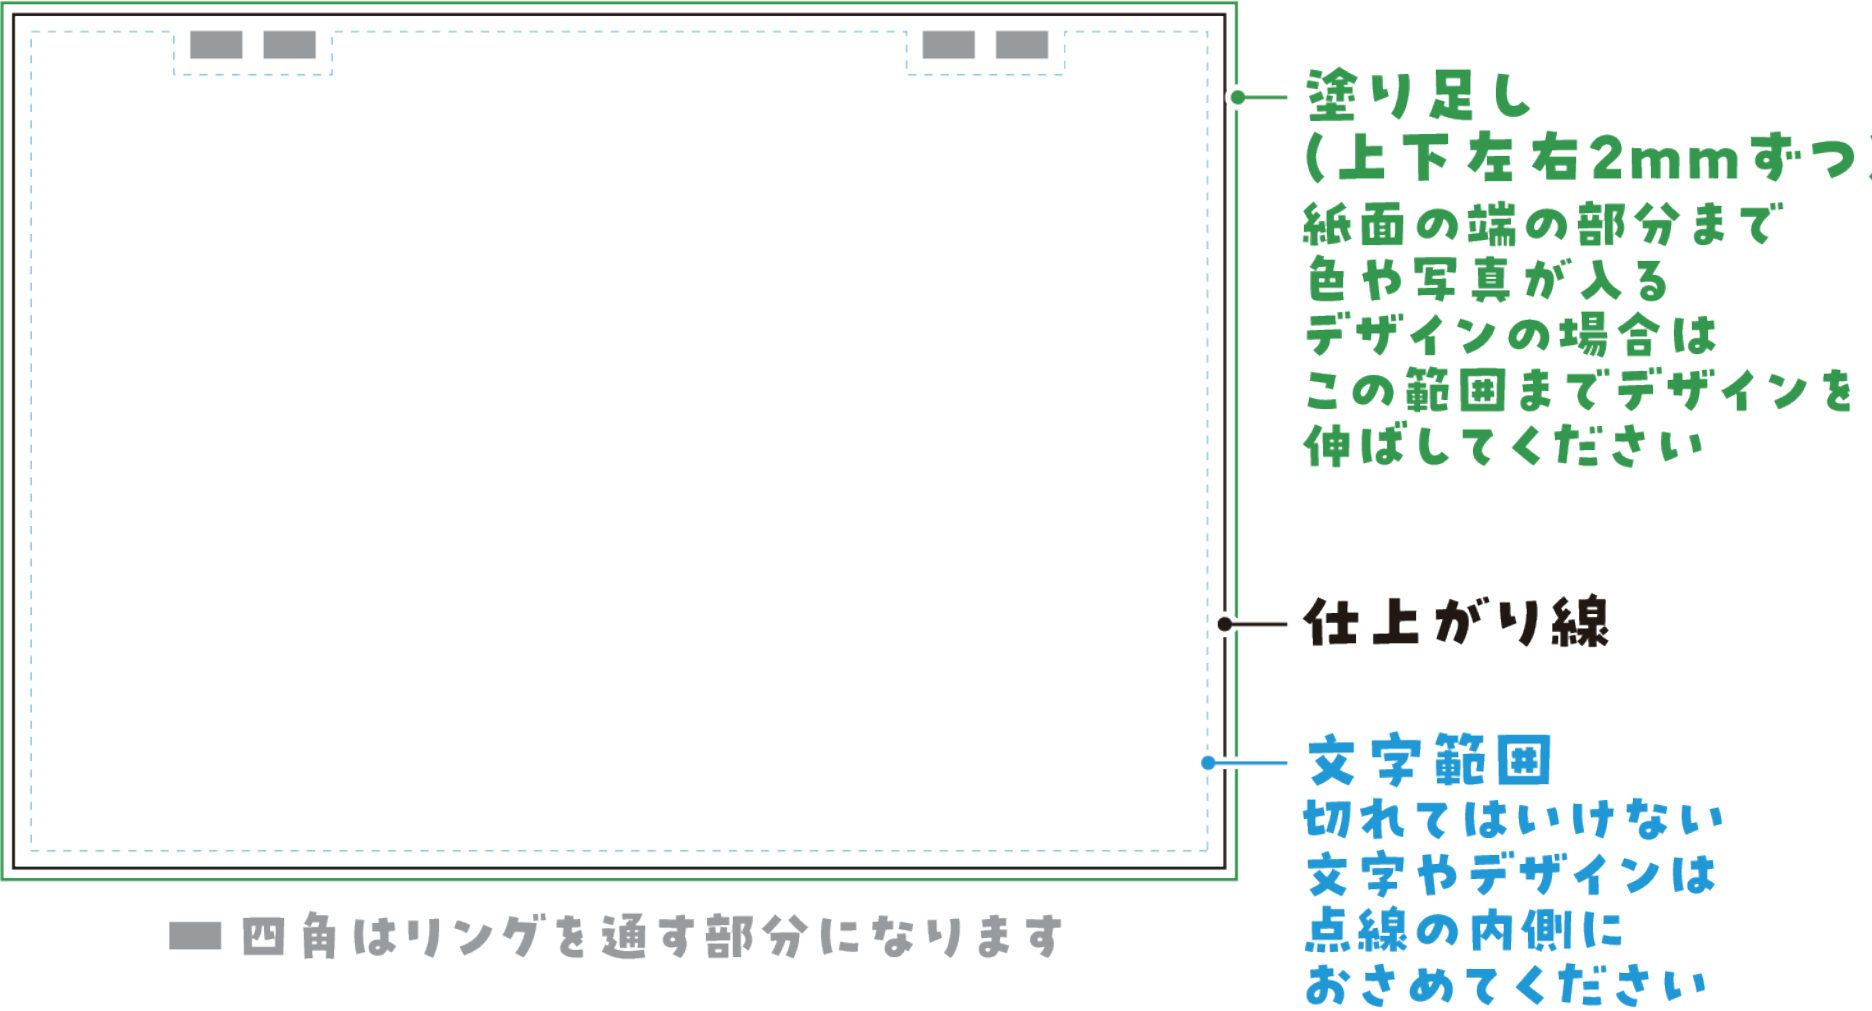 塗り足し
(上下左右2mmずつ)
紙面の端の部分まで
色や写真が入る
デザインの場合は
この範囲までデザインを
伸ばしてください
仕上がり線
文字範囲
切れてはいけない
文字やデザインは
点線の内側に
おさめてください
四角はリングを通す部分になります